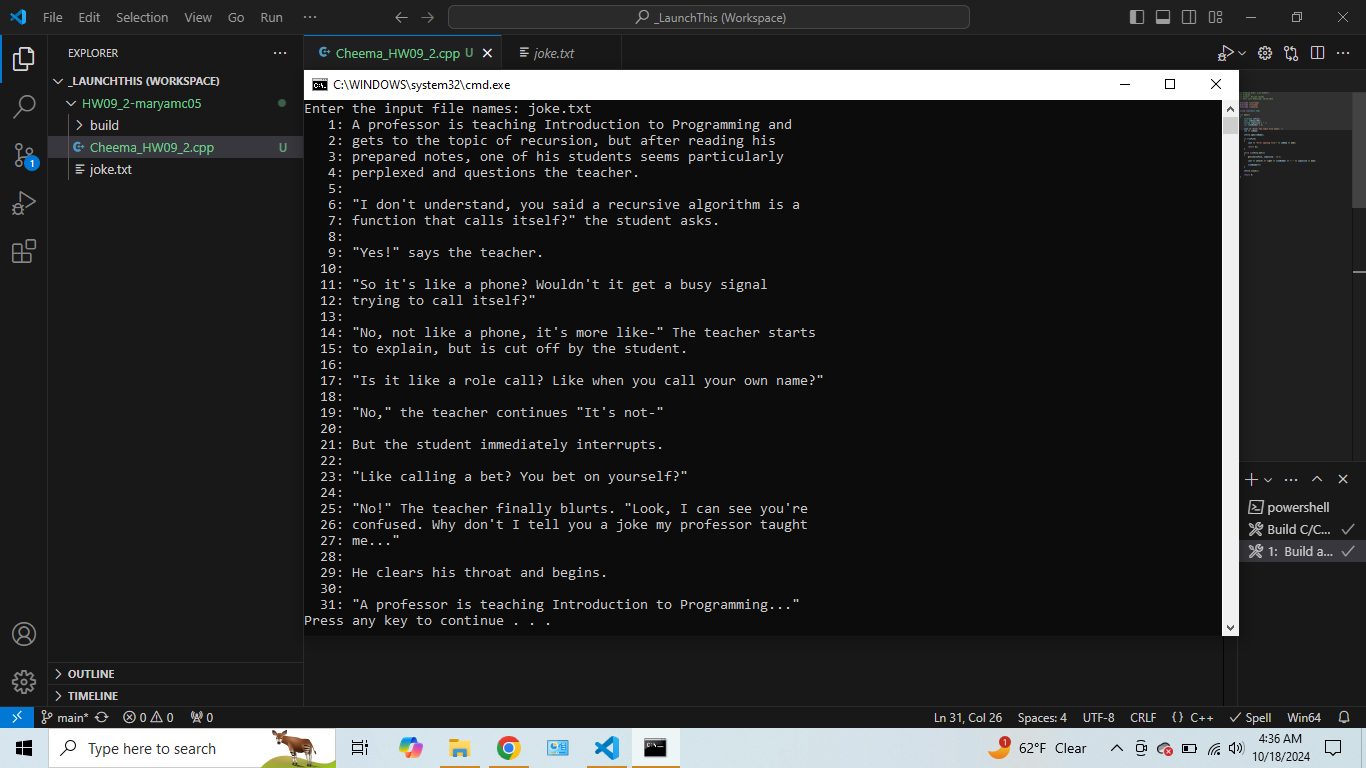 File Edit Selection View Go Run ···
_LaunchThis (Workspace)
EXPLORER
_LAUNCHTHIS (WORKSPACE)
HW09_2-maryamc05
build
Cheema_HW09_2.cpp U
joke.txt
OUTLINE
TIMELINE
Cheema_HW09_2.cpp U
joke.txt
C:\WINDOWS\system32\cmd.exe
Enter the input file names: joke.txt
1: A professor is teaching Introduction to Programming and
2: gets to the topic of recursion, but after reading his
3: prepared notes, one of his students seems particularly
4: perplexed and questions the teacher.
5:
6: "I don't understand, you said a recursive algorithm is a
7: function that calls itself?" the student asks.
8:
9: "Yes!" says the teacher.
10:
11: "So it's like a phone? Wouldn't it get a busy signal
12: trying to call itself?"
13:
14: "No, not like a phone, it's more like-" The teacher starts
15: to explain, but is cut off by the student.
16:
17: "Is it like a role call? Like when you call your own name?"
18:
19: "No," the teacher continues "It's not-"
20:
21: But the student immediately interrupts.
22:
23: "Like calling a bet? You bet on yourself?"
24:
25: "No!" The teacher finally blurts. "Look, I can see you're
26: confused. Why don't I tell you a joke my professor taught
27: me..."
28:
29: He clears his throat and begins.
30:
31: "A professor is teaching Introduction to Programming..."
Press any key to continue . . .
powershell
Build C/C...
1: Build a...
1
main* 0 0 0
Ln 31, Col 26 Spaces: 4 UTF-8 CRLF {} C++ Spell Win64
Type here to search
1
62°F Clear
4:36 AM
10/18/2024